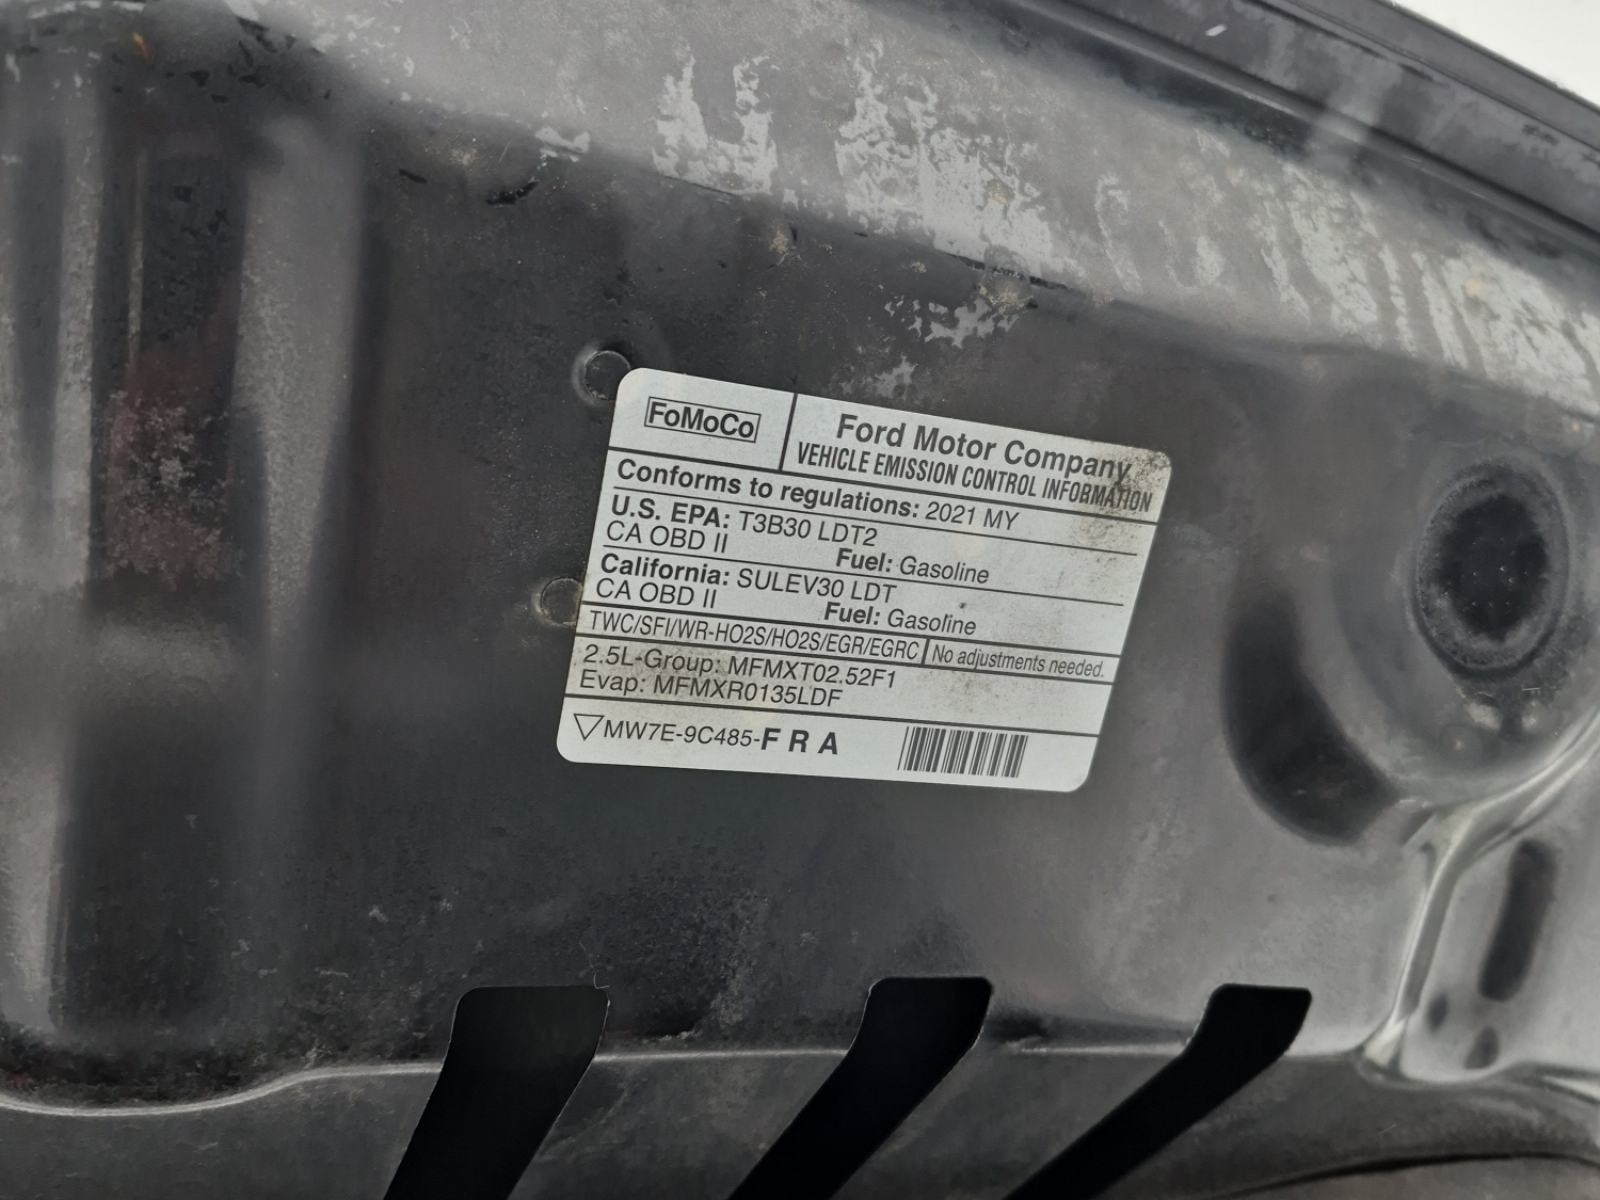 FoMoCo
Ford Motor Company
VEHICLE EMISSION CONTROL INFORMATION
Conforms to regulations: 2021 MY
U.S. EPA: T3B30 LDT2
CA OBD II Fuel: Gasoline
California: SULEV30 LDT
CA OBD II Fuel: Gasoline
TWC/SFI/WR-HO2S/HO2S/EGR/EGRC No adjustments needed.
2.5L-Group: MFMXT02.52F1
Evap: MFMXR0135LDF
MW7E-9C485-F R A